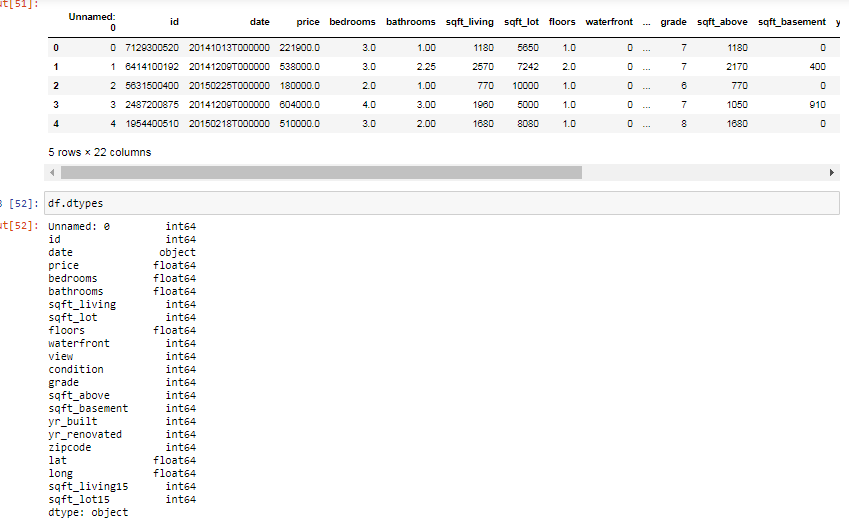 ut[51]:
Unnamed: 0 id date price bedrooms bathrooms sqft_living sqft_lot floors waterfront ... grade sqft_above sqft_basement y
0 0 7129300520 20141013T000000 221900.0 3.0 1.00 1180 5650 1.0 0 ... 7 1180 0
1 1 6414100192 20141209T000000 538000.0 3.0 2.25 2570 7242 2.0 0 ... 7 2170 400
2 2 5631500400 20150225T000000 180000.0 2.0 1.00 770 10000 1.0 0 ... 6 770 0
3 3 2487200875 20141209T000000 604000.0 4.0 3.00 1960 5000 1.0 0 ... 7 1050 910
4 4 1954400510 20150218T000000 510000.0 3.0 2.00 1680 8080 1.0 0 ... 8 1680 0
5 rows × 22 columns
[52]: df.dtypes
ut[52]: Unnamed: 0 int64
id int64
date object
price float64
bedrooms float64
bathrooms float64
sqft_living int64
sqft_lot int64
floors float64
waterfront int64
view int64
condition int64
grade int64
sqft_above int64
sqft_basement int64
yr_built int64
yr_renovated int64
zipcode int64
lat float64
long float64
sqft_living15 int64
sqft_lot15 int64
dtype: object